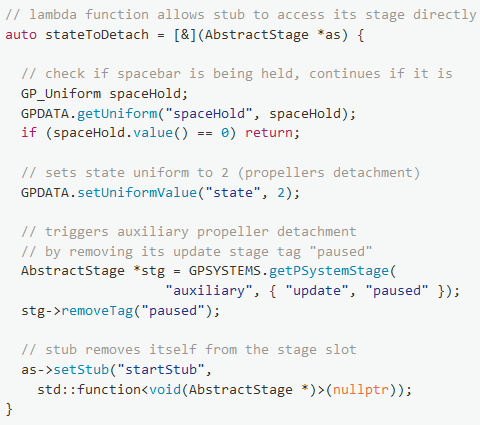 // lambda function allows stub to access its stage directly
auto stateToDetach = [&](AbstractStage *as) {
// check if spacebar is being held, continues if it is
GP_Uniform spaceHold;
GPDATA.getUniform("spaceHold", spaceHold);
if (spaceHold.value() == 0) return;
// sets state uniform to 2 (propellers detachment)
GPDATA.setUniformValue("state", 2);
// triggers auxiliary propeller detachment
// by removing its update stage tag "paused"
AbstractStage *stg = GPSYSTEMS.getPSystemStage(
"auxiliary", { "update", "paused" });
stg->removeTag("paused");
// stub removes itself from the stage slot
as->setStub("startStub",
std::function<void(AbstractStage *)>(nullptr));
}